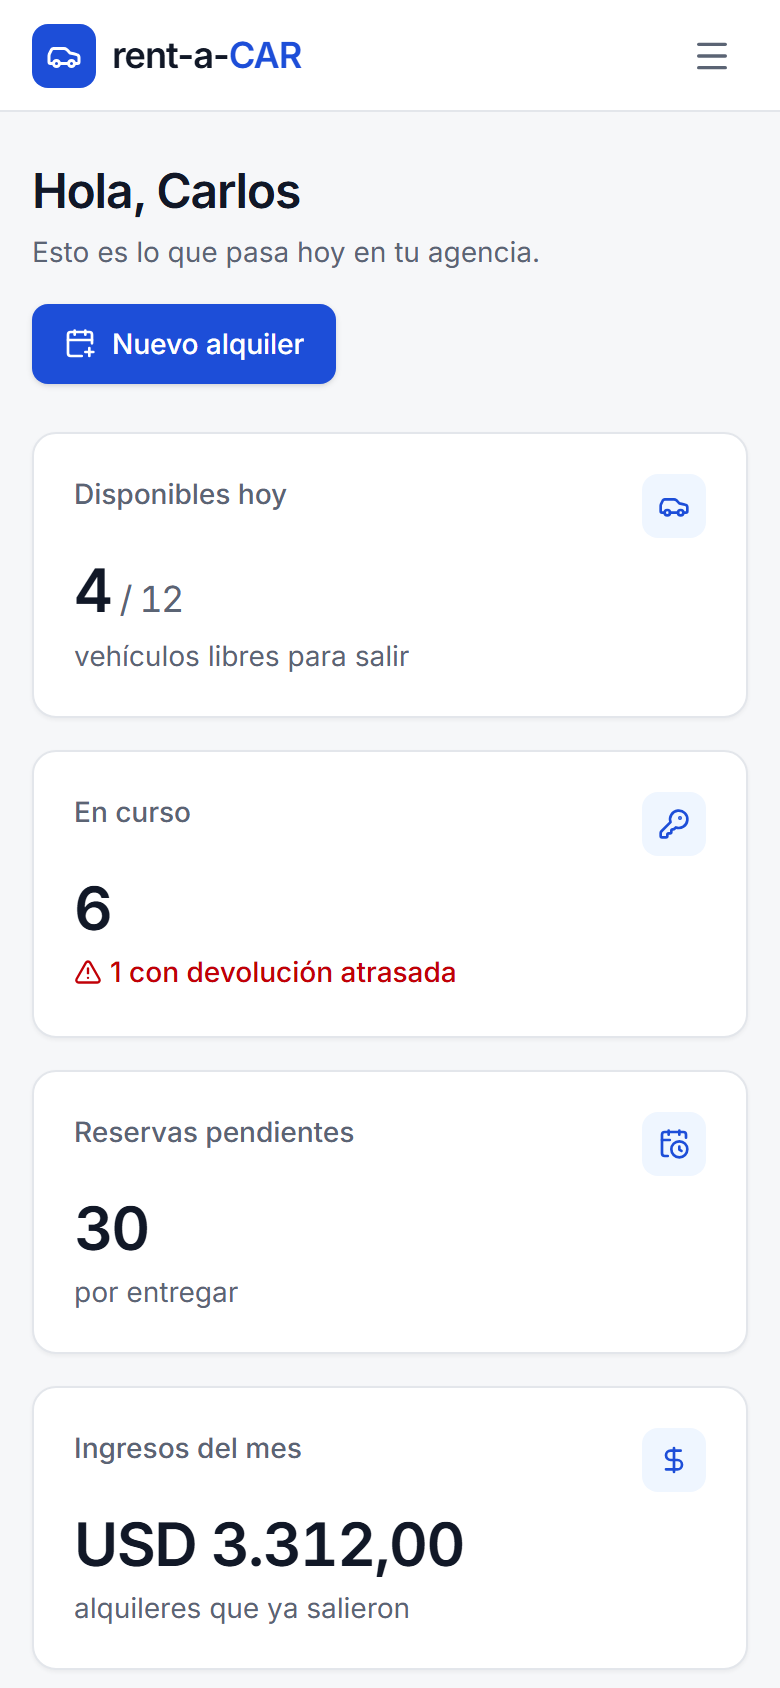 rent-a-CAR
Hola, Carlos
Esto es lo que pasa hoy en tu agencia.
Nuevo alquiler
Disponibles hoy
4 / 12
vehículos libres para salir
En curso
6
1 con devolución atrasada
Reservas pendientes
30
por entregar
Ingresos del mes
USD 3.312,00
alquileres que ya salieron